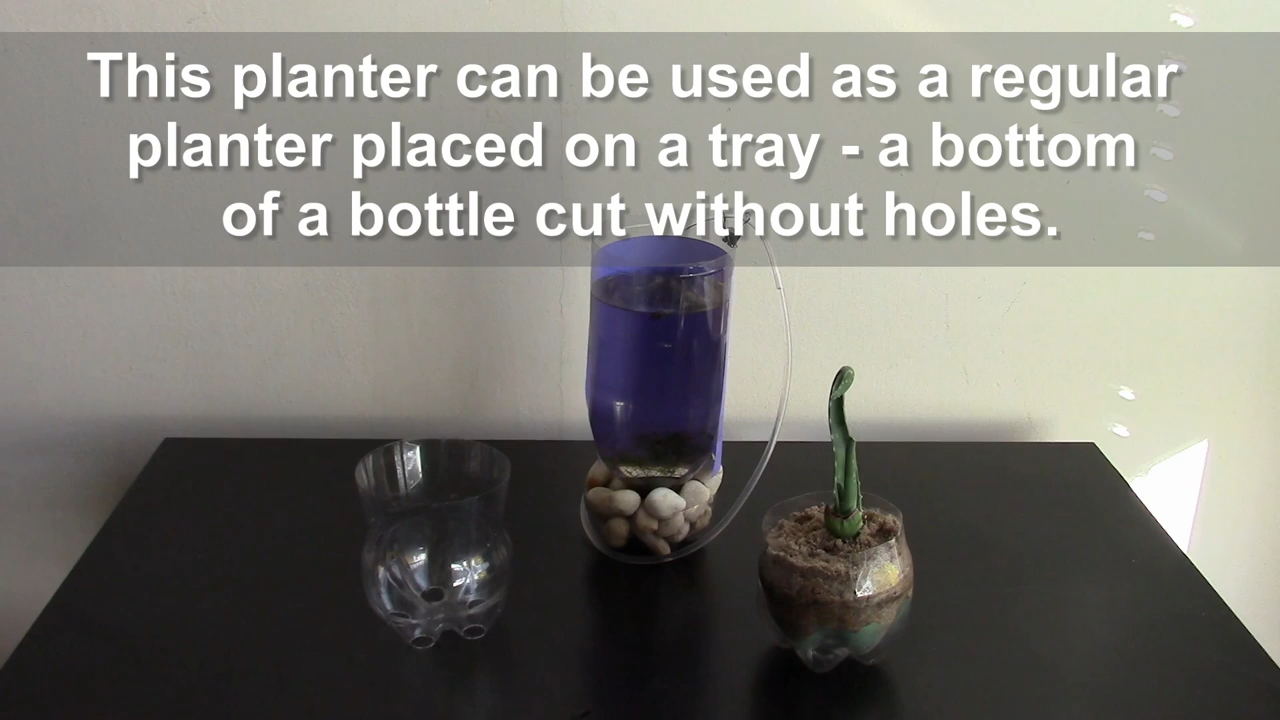 This planter can be used as a regular
planter placed on a tray - a bottom
of a bottle cut without holes.